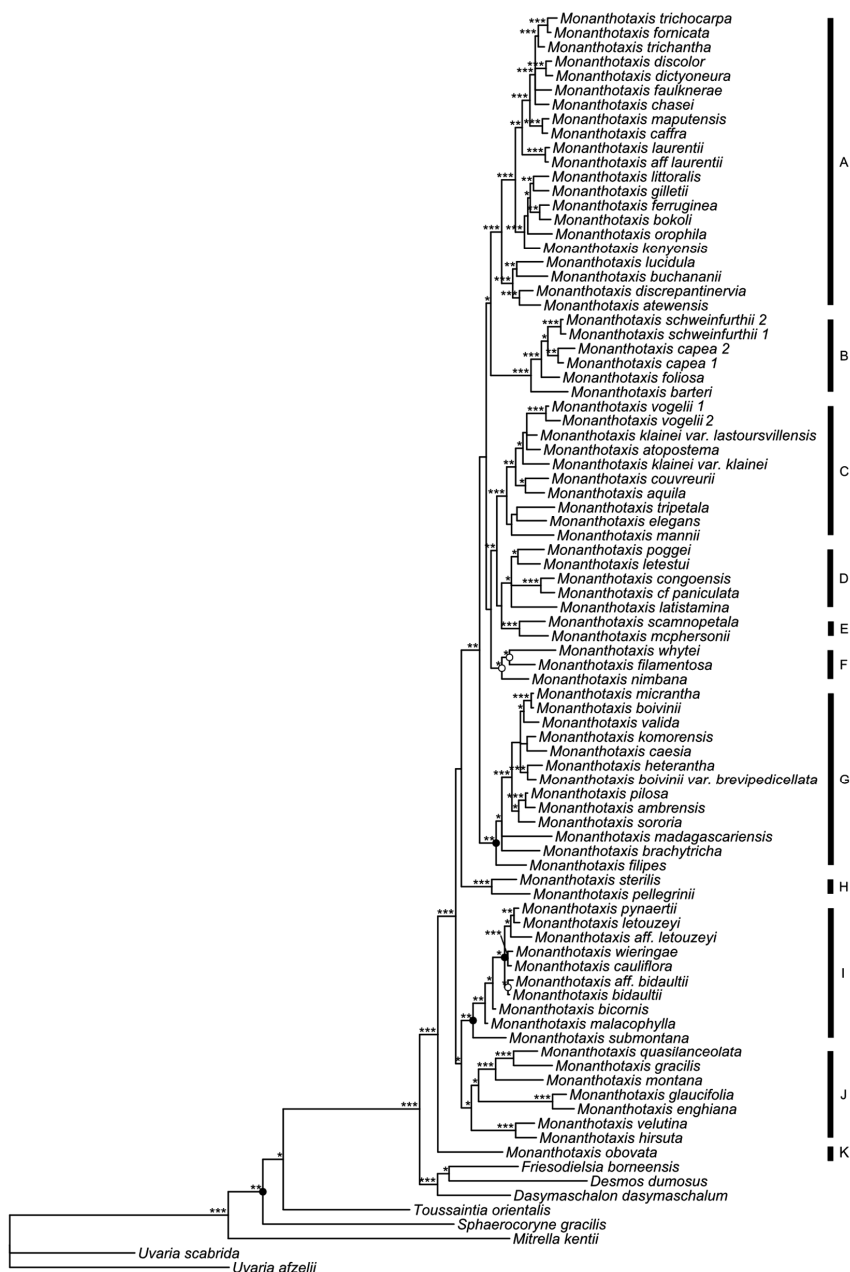 Monanthotaxis trichocarpa
Monanthotaxis fornicata
Monanthotaxis trichantha
Monanthotaxis discolor
Monanthotaxis dictyoneura
Monanthotaxis faulknerae
Monanthotaxis chasei
Monanthotaxis maputensis
Monanthotaxis caffra
Monanthotaxis laurentii
Monanthotaxis aff laurentii
A
Monanthotaxis littoralis
Monanthotaxis gilletii
Monanthotaxis ferruginea
Monanthotaxis bokoli
Monanthotaxis orophila
Monanthotaxis kenyensis
Monanthotaxis lucidula
Monanthotaxis buchananii
Monanthotaxis discrepantinervia
Monanthotaxis atewensis
Monanthotaxis schweinfurthii 2
Monanthotaxis schweinfurthii 1
Monanthotaxis capea 2
B
Monanthotaxis capea 1
Monanthotaxis foliosa
Monanthotaxis barteri
Monanthotaxis vogelii 1
Monanthotaxis vogelii 2
Monanthotaxis klainei var. lastoursvillensis
Monanthotaxis atopostema
Monanthotaxis klainei var. klainei
C
Monanthotaxis couvreurii
Monanthotaxis aquila
Monanthotaxis tripetala
Monanthotaxis elegans
Monanthotaxis mannii
Monanthotaxis poggei
Monanthotaxis letestui
Monanthotaxis congoensis
D
Monanthotaxis cf paniculata
Monanthotaxis latistamina
Monanthotaxis scamnopetala
E
Monanthotaxis mcphersonii
Monanthotaxis whytei
Monanthotaxis filamentosa
F
Monanthotaxis nimbana
Monanthotaxis micrantha
Monanthotaxis boivinii
Monanthotaxis valida
Monanthotaxis komorensis
Monanthotaxis caesia
Monanthotaxis heterantha
Monanthotaxis boivinii var. brevipedicellata
G
Monanthotaxis pilosa
Monanthotaxis ambrensis
Monanthotaxis sororia
Monanthotaxis madagascariensis
Monanthotaxis brachytricha
Monanthotaxis filipes
Monanthotaxis sterilis
H
Monanthotaxis pellegrinii
Monanthotaxis pynaertii
Monanthotaxis letouzeyi
Monanthotaxis aff. letouzeyi
Monanthotaxis wieringae
Monanthotaxis cauliflora
I
Monanthotaxis aff. bidaultii
Monanthotaxis bidaultii
Monanthotaxis bicornis
Monanthotaxis malacophylla
Monanthotaxis submontana
Monanthotaxis quasilanceolata
Monanthotaxis gracilis
Monanthotaxis montana
Monanthotaxis glaucifolia
J
Monanthotaxis enghiana
Monanthotaxis velutina
Monanthotaxis hirsuta
Monanthotaxis obovata
K
Friesodielsia borneensis
Desmos dumosus
Dasymaschalon dasymaschalum
Toussaintia orientalis
Sphaerocoryne gracilis
Mitrella kentii
Uvaria scabrida
Uvaria afzelii